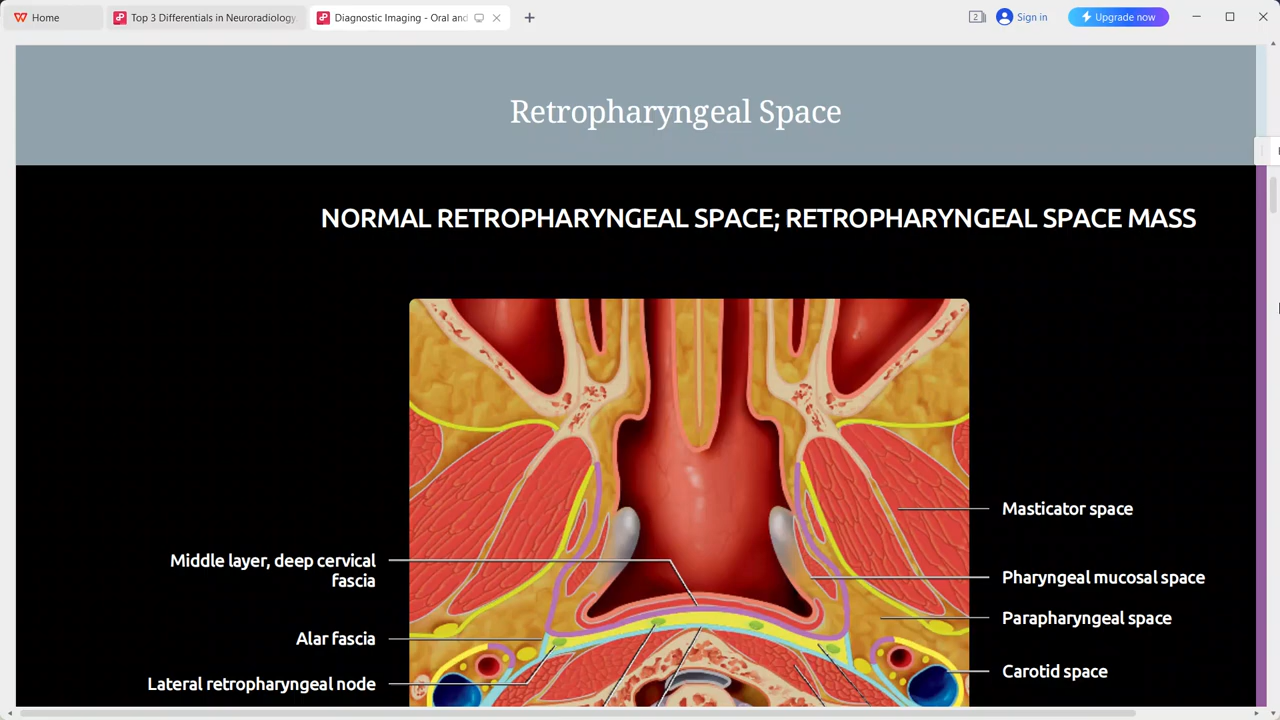 Home
Top 3 Differentials in Neuroradiology.
Diagnostic Imaging - Oral and
2
Sign in
Upgrade now
Retropharyngeal Space
NORMAL RETROPHARYNGEAL SPACE; RETROPHARYNGEAL SPACE MASS
Masticator space
Middle layer, deep cervical
fascia
Pharyngeal mucosal space
Parapharyngeal space
Alar fascia
Carotid space
Lateral retropharyngeal node